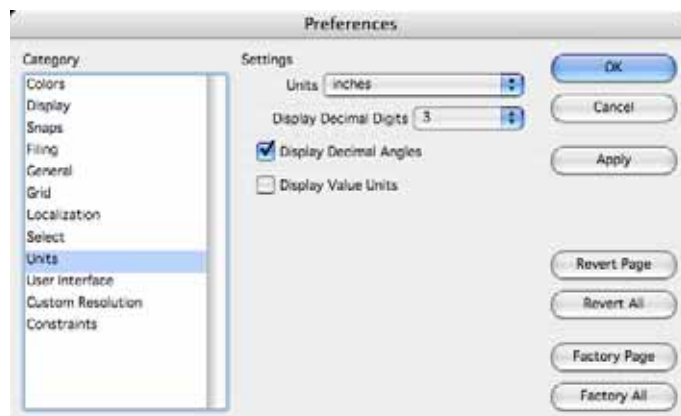 Preferences
Category
Colors
Display
Snaps
Filing
General
Grid
Localization
Select
Units
User Interface
Custom Resolution
Constraints
Settings
Units inches
Display Decimal Digits 3
Display Decimal Angles
Display Value Units
OK
Cancel
Apply
Revert Page
Revert All
Factory Page
Factory All